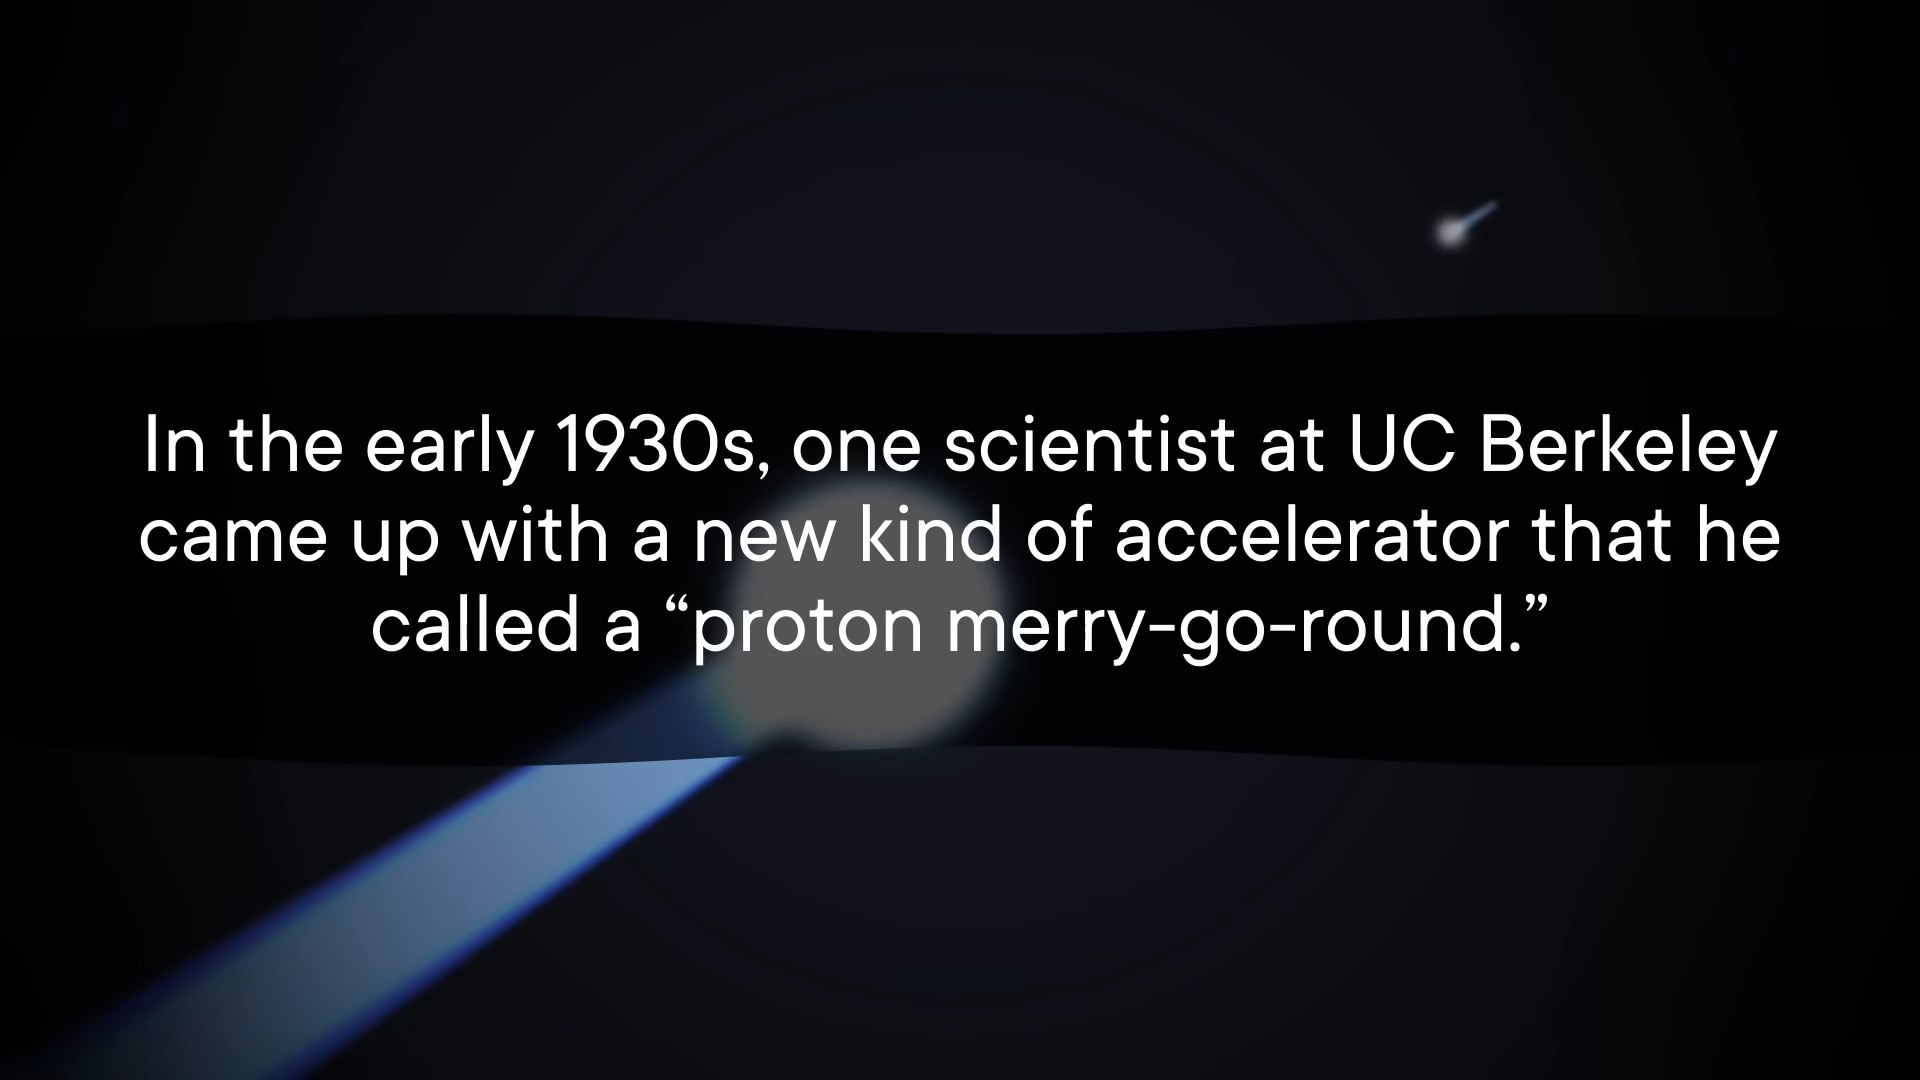 In the early 1930s, one scientist at UC Berkeley
came up with a new kind of accelerator that he
called a “proton merry-go-round.”